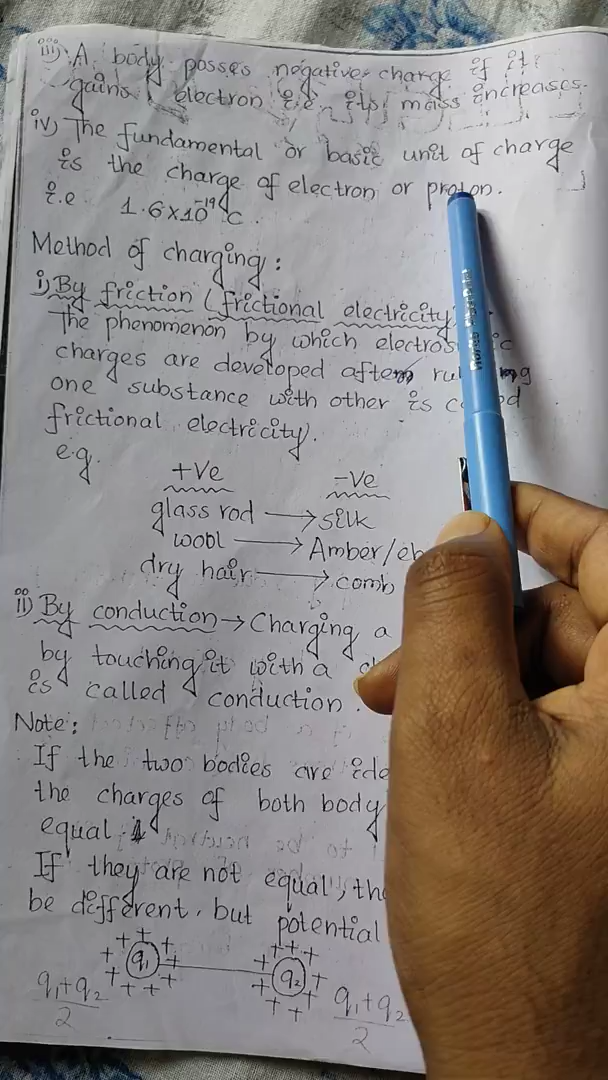 iii) A body posses negative charge if it
gains electron i.e. its mass increases.
iv) The fundamental or basic unit of charge
is the charge of electron or proton.
i.e 1.6×10⁻¹⁹C.
Method of charging:
i) By friction (frictional electricity
The phenomenon by which
charges are developed after
one substance with other is
frictional electricity).
e.g.
+ve -ve
glass rod → silk
wool → Amber/
dry hair → comb
ii) By conduction → Charging a
by touching it with a
is called conduction.
Note:
If the two bodies are
the charges of both body
equal.
If they are not equal,
be different, but potential
q₁ q₂
q₁+q₂/2 q₁+q₂/2